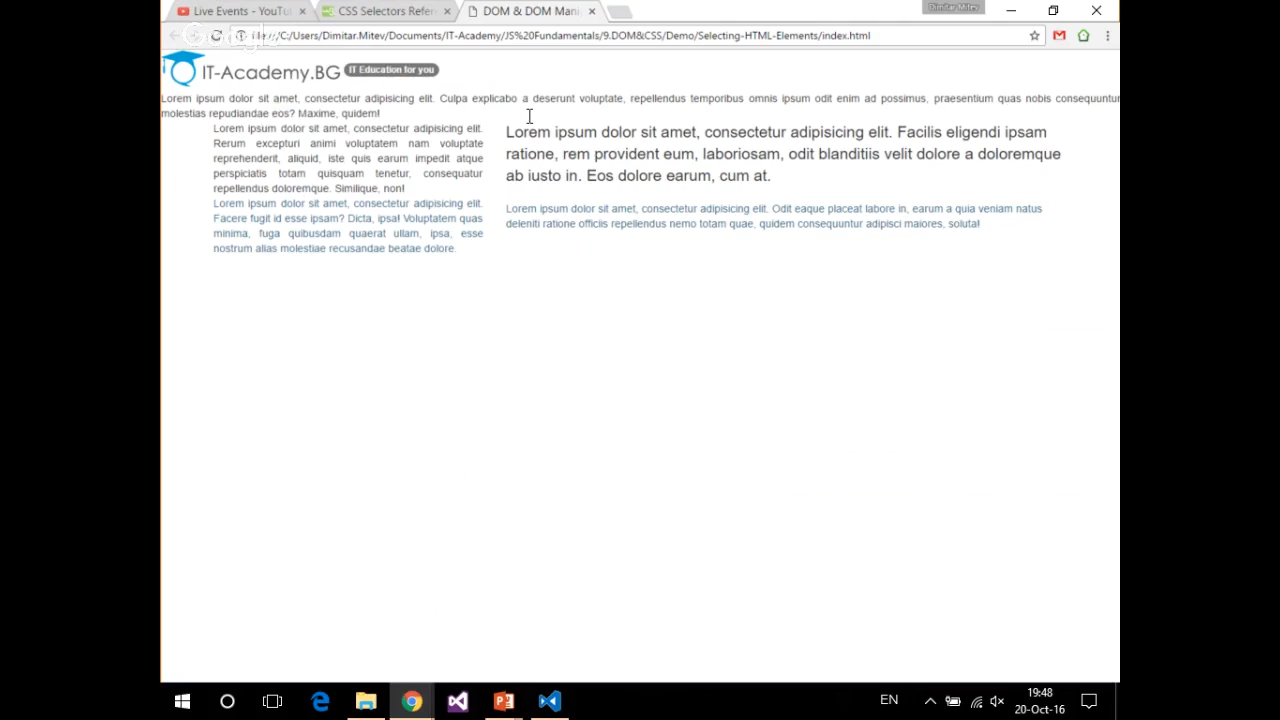 Live Events - YouTu
CSS Selectors Refer
DOM & DOM Mani
Dimitar Mitev
/C:/Users/Dimitar.Mitev/Documents/IT-Academy/JS%20Fundamentals/9.DOM&CSS/Demo/Selecting-HTML-Elements/index.html
IT-Academy.BG IT Education for you
Lorem ipsum dolor sit amet, consectetur adipisicing elit. Culpa explicabo a deserunt voluptate, repellendus temporibus omnis ipsum odit enim ad possimus, praesentium quas nobis consequuntur
molestias repudiandae eos? Maxime, quidem!
Lorem ipsum dolor sit amet, consectetur adipisicing elit.
Rerum excepturi animi voluptatem nam voluptate
reprehenderit, aliquid, iste quis earum impedit atque
perspiciatis totam quisquam tenetur, consequatur
repellendus doloremque. Similique, non!
Lorem ipsum dolor sit amet, consectetur adipisicing elit.
Facere fugit id esse ipsam? Dicta, ipsa! Voluptatem quas
minima, fuga quibusdam quaerat ullam, ipsa, esse
nostrum alias molestiae recusandae beatae dolore.
Lorem ipsum dolor sit amet, consectetur adipisicing elit. Facilis eligendi ipsam
ratione, rem provident eum, laboriosam, odit blanditiis velit dolore a doloremque
ab iusto in. Eos dolore earum, cum at.
Lorem ipsum dolor sit amet, consectetur adipisicing elit. Odit eaque placeat labore in, earum a quia veniam natus
deleniti ratione officiis repellendus nemo totam quae, quidem consequuntur adipisci maiores, soluta!
EN
19:48
20-Oct-16